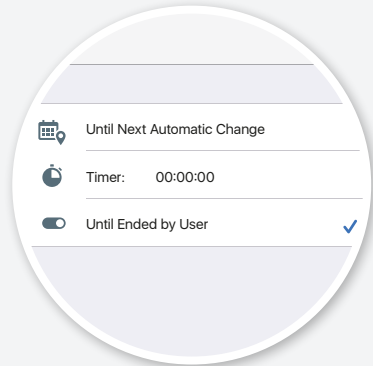 Until Next Automatic Change
Timer: 00:00:00
Until Ended by User